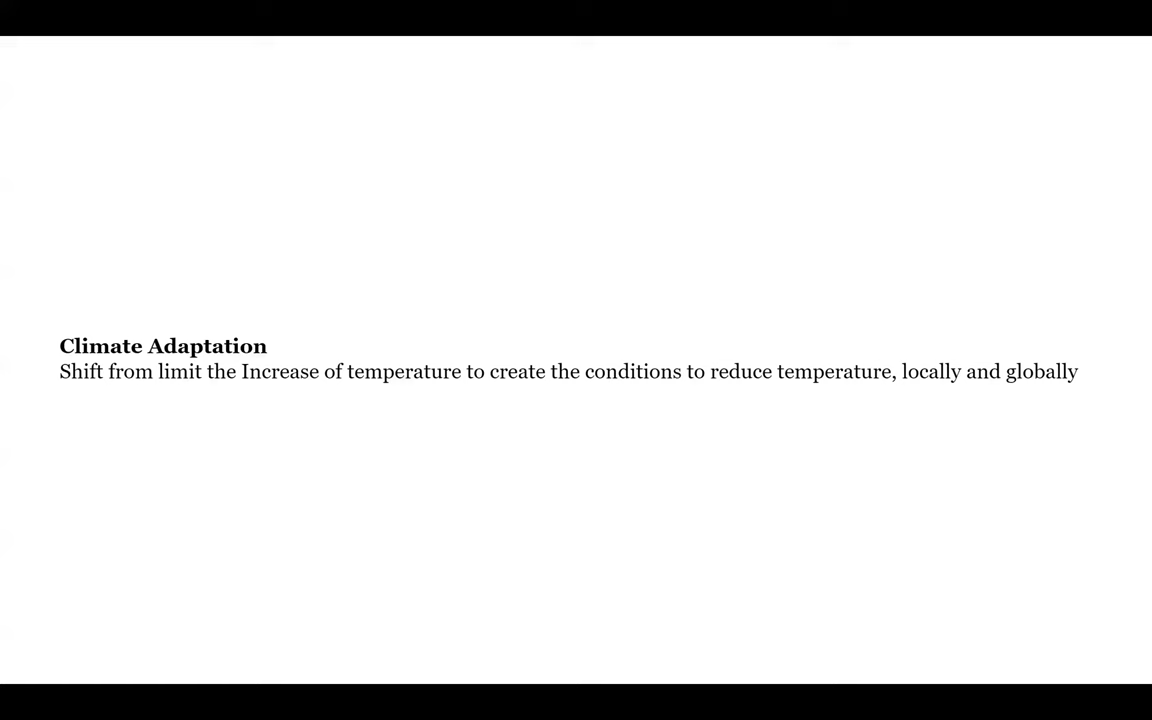 Climate Adaptation
Shift from limit the Increase of temperature to create the conditions to reduce temperature, locally and globally